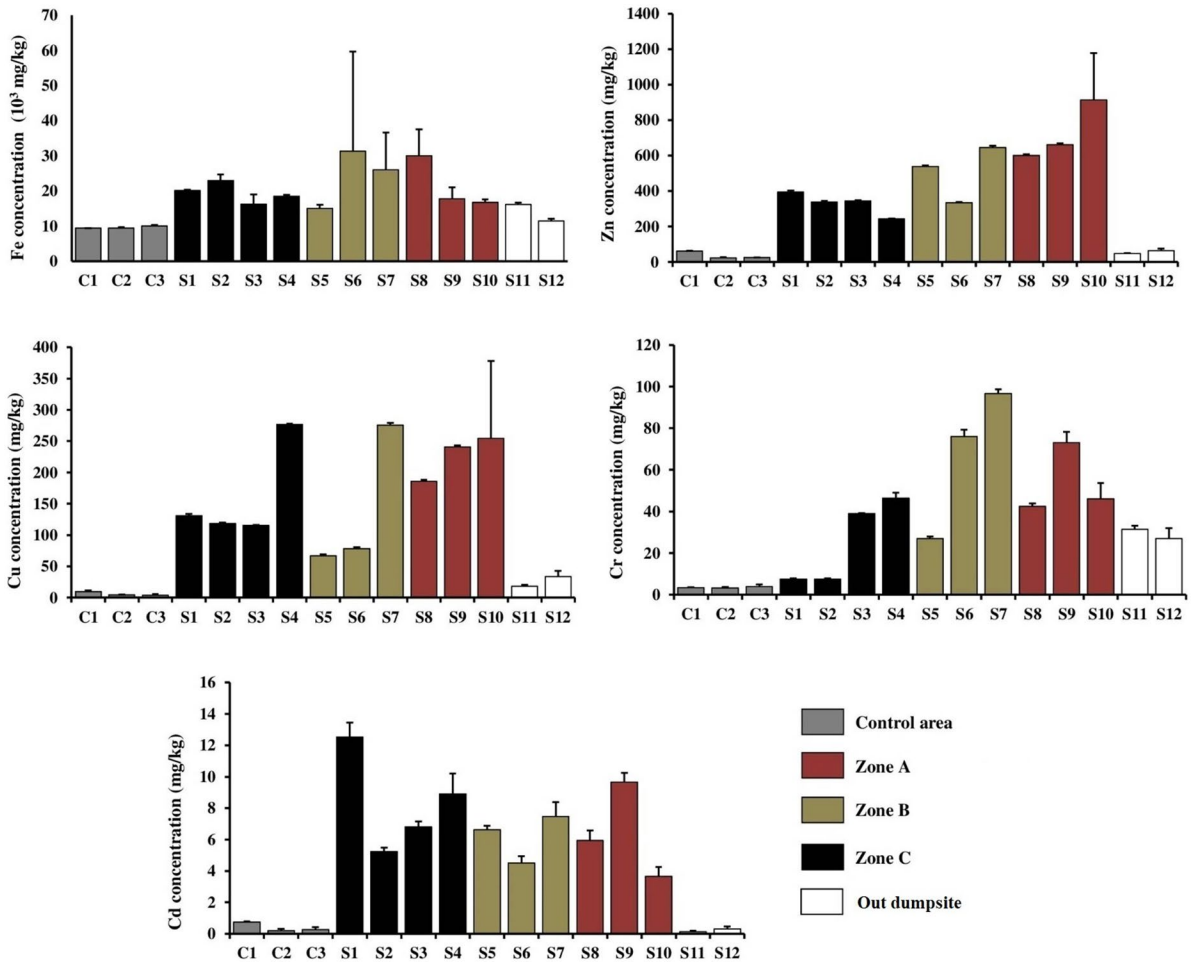 Fe concentration (10³ mg/kg)
70
60
50
40
30
20
10
0
C1 C2 C3 S1 S2 S3 S4 S5 S6 S7 S8 S9 S10 S11 S12
Zn concentration (mg/kg)
1400
1200
1000
800
600
400
200
0
C1 C2 C3 S1 S2 S3 S4 S5 S6 S7 S8 S9 S10 S11 S12
Cu concentration (mg/kg)
400
350
300
250
200
150
100
50
0
C1 C2 C3 S1 S2 S3 S4 S5 S6 S7 S8 S9 S10 S11 S12
Cr concentration (mg/kg)
120
100
80
60
40
20
0
C1 C2 C3 S1 S2 S3 S4 S5 S6 S7 S8 S9 S10 S11 S12
Cd concentration (mg/kg)
16
14
12
10
8
6
4
2
0
C1 C2 C3 S1 S2 S3 S4 S5 S6 S7 S8 S9 S10 S11 S12
Control area
Zone A
Zone B
Zone C
Out dumpsite